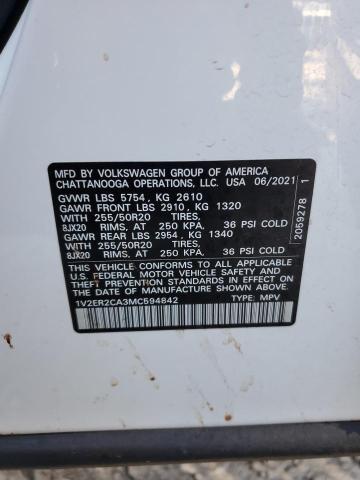 MFD BY VOLKSWAGEN GROUP OF AMERICA
CHATTANOOGA OPERATIONS, LLC. USA 06/2021
GVWR LBS 5754, KG 2610
GAWR FRONT LBS 2910, KG 1320
WITH 255/50R20 TIRES,
8JX20 RIMS, AT 250 KPA, 36 PSI COLD
GAWR REAR LBS 2954, KG 1340
WITH 255/50R20 TIRES,
8JX20 RIMS, AT 250 KPA, 36 PSI COLD
THIS VEHICLE CONFORMS TO ALL APPLICABLE
U.S. FEDERAL MOTOR VEHICLE SAFETY AND
THEFT PREVENTION STANDARDS IN EFFECT
ON THE DATE OF MANUFACTURE SHOWN ABOVE.
1V2ER2CA3MC594842 TYPE: MPV
2059278 1